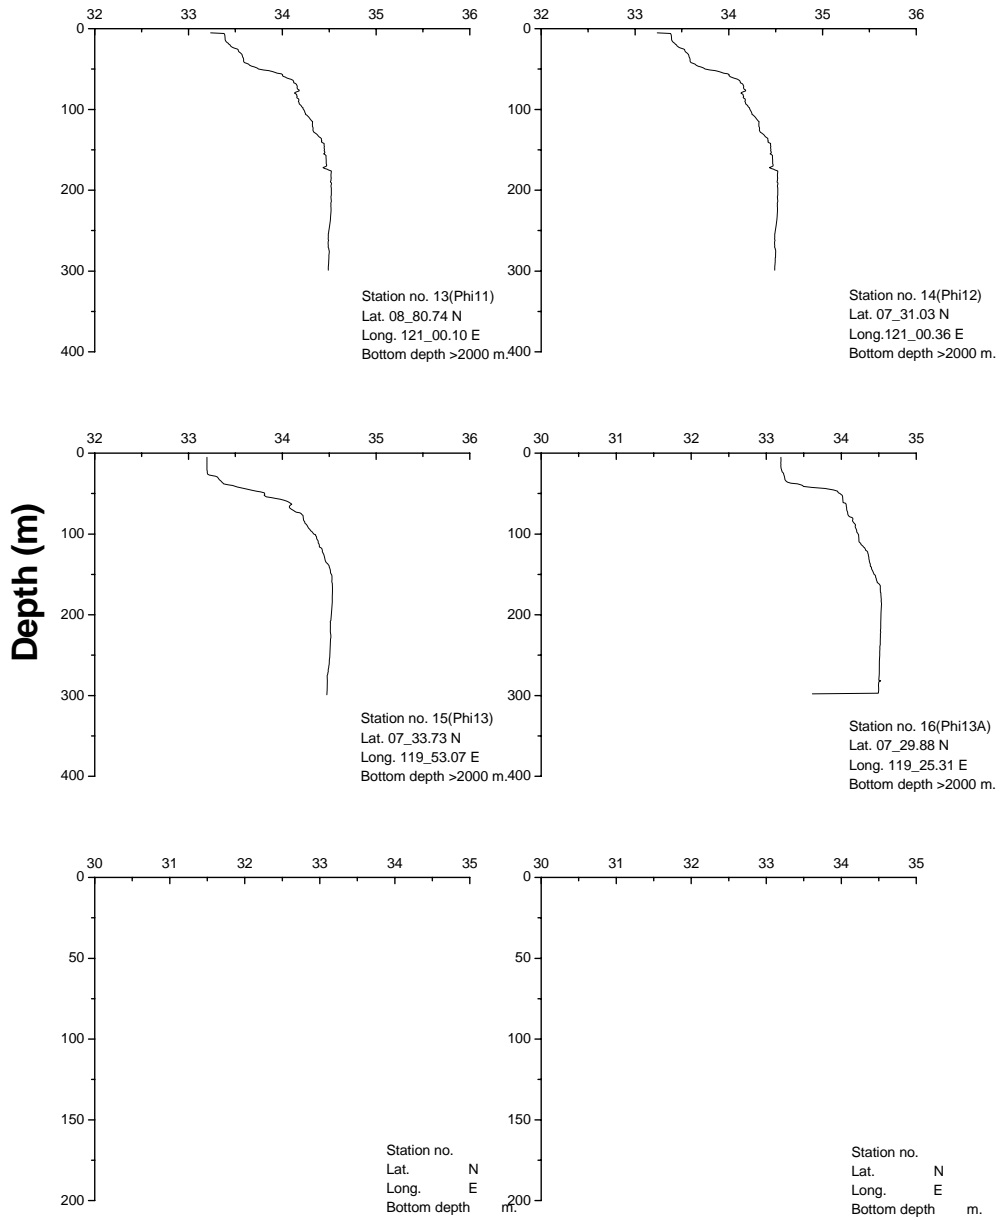 32 33 34 35 36
0
100
200
300
400
Station no. 13(Phi11)
Lat. 08_80.74 N
Long. 121_00.10 E
Bottom depth >2000 m.
32 33 34 35 36
0
100
200
300
400
Station no. 14(Phi12)
Lat. 07_31.03 N
Long.121_00.36 E
Bottom depth >2000 m.
Depth (m)
32 33 34 35 36
0
100
200
300
400
Station no. 15(Phi13)
Lat. 07_33.73 N
Long. 119_53.07 E
Bottom depth >2000 m.
30 31 32 33 34 35
0
100
200
300
400
Station no. 16(Phi13A)
Lat. 07_29.88 N
Long. 119_25.31 E
Bottom depth >2000 m.
30 31 32 33 34 35
0
50
100
150
200
Station no.
Lat. N
Long. E
Bottom depth m.
30 31 32 33 34 35
0
50
100
150
200
Station no.
Lat. N
Long. E
Bottom depth m.